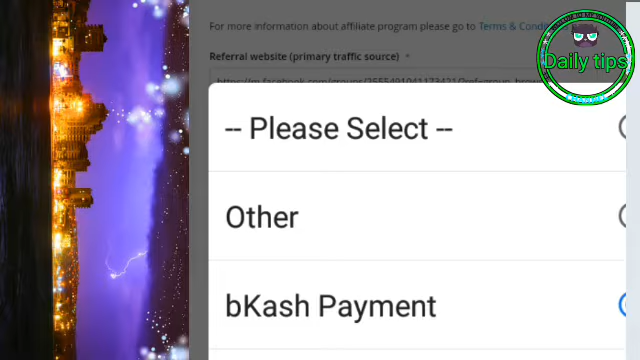 For more information about affiliate program please go to Terms & Conditions
Referral website (primary traffic source) *
-- Please Select --
Other
bKash Payment
Daily tips